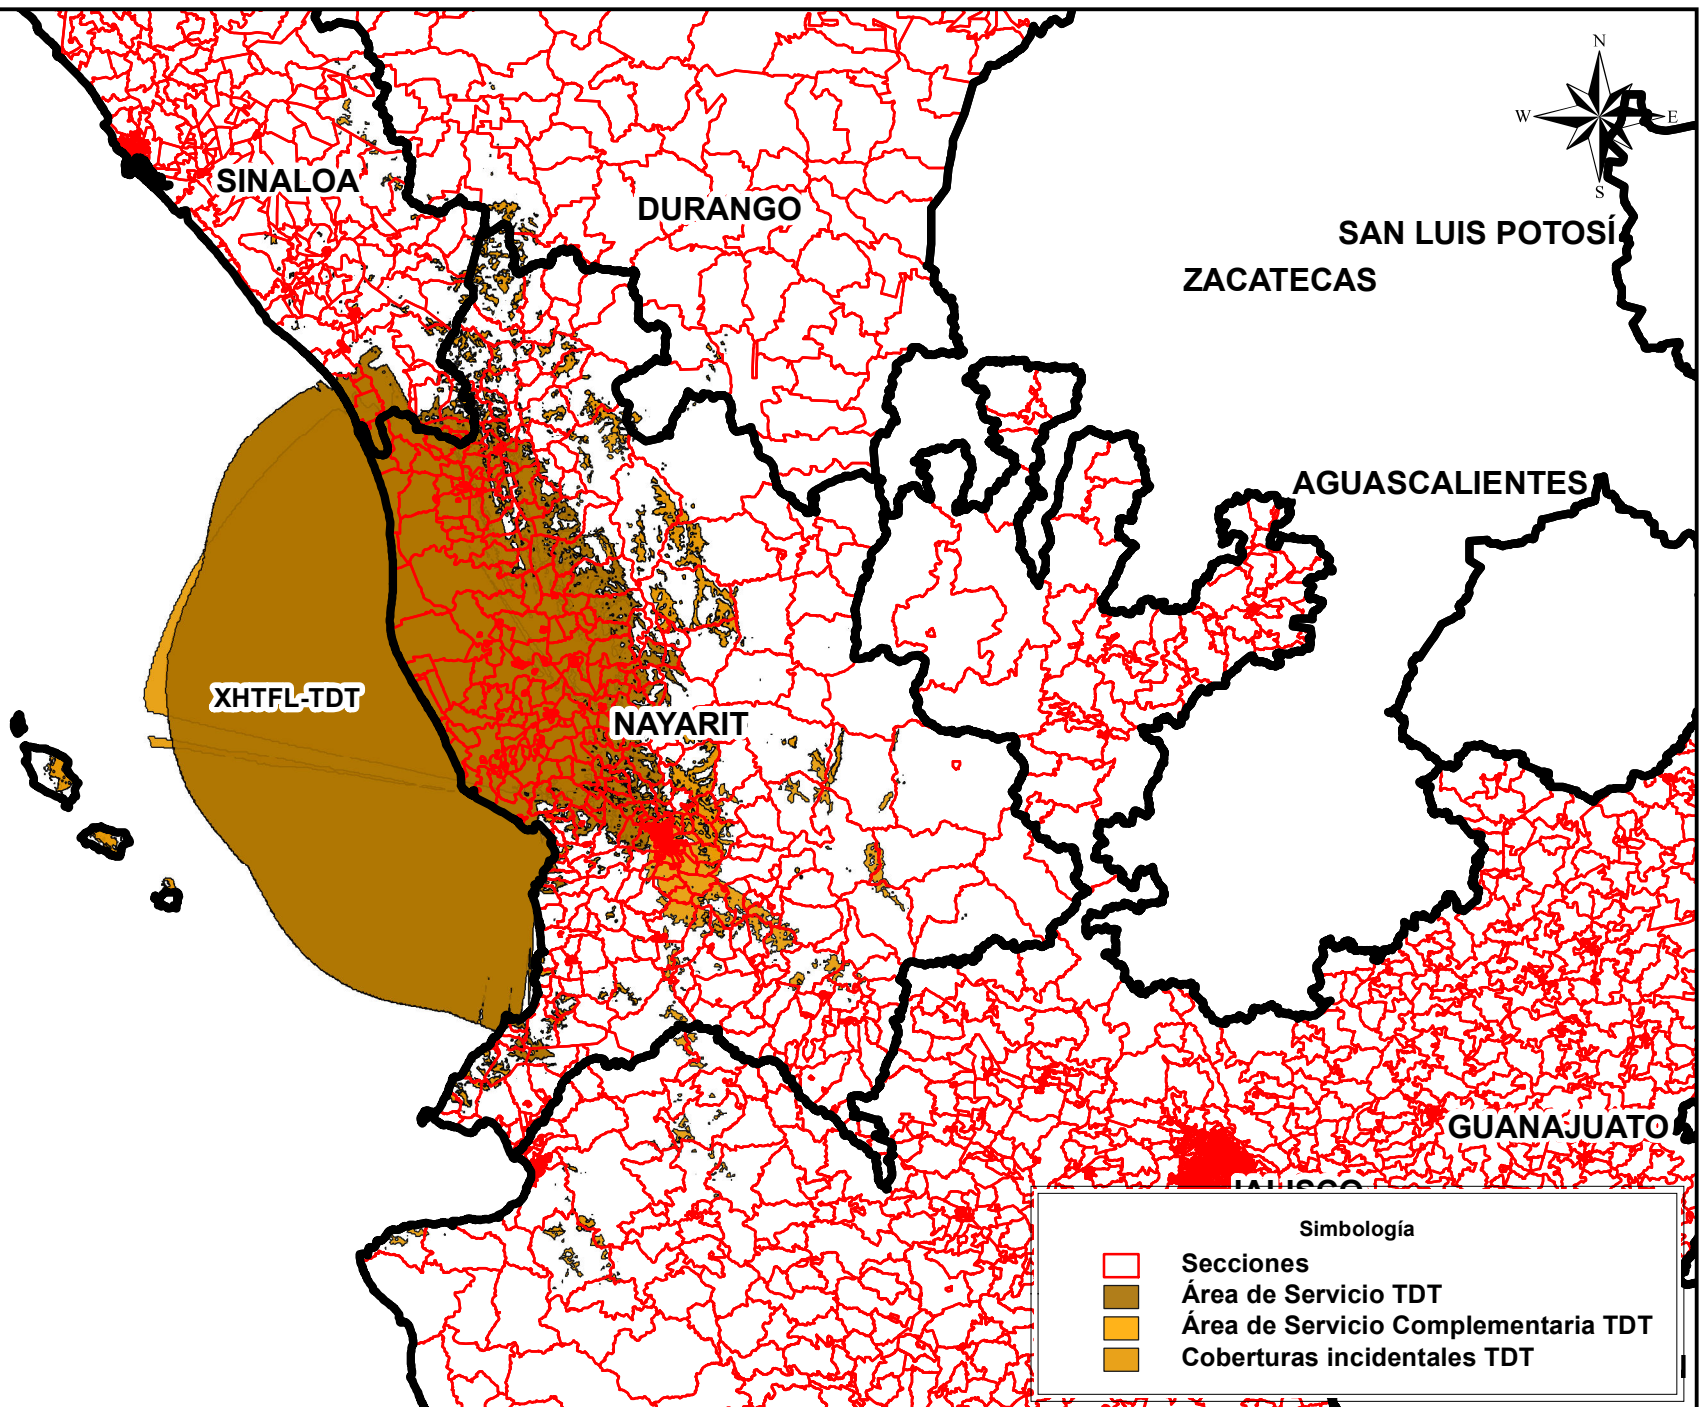 N
W
E
S
SINALOA
DURANGO
SAN LUIS POTOSÍ
ZACATECAS
AGUASCALIENTES
XHTFL-TDT
NAYARIT
GUANAJUATO
JALISCO
Simbología
Secciones
Área de Servicio TDT
Área de Servicio Complementaria TDT
Coberturas incidentales TDT